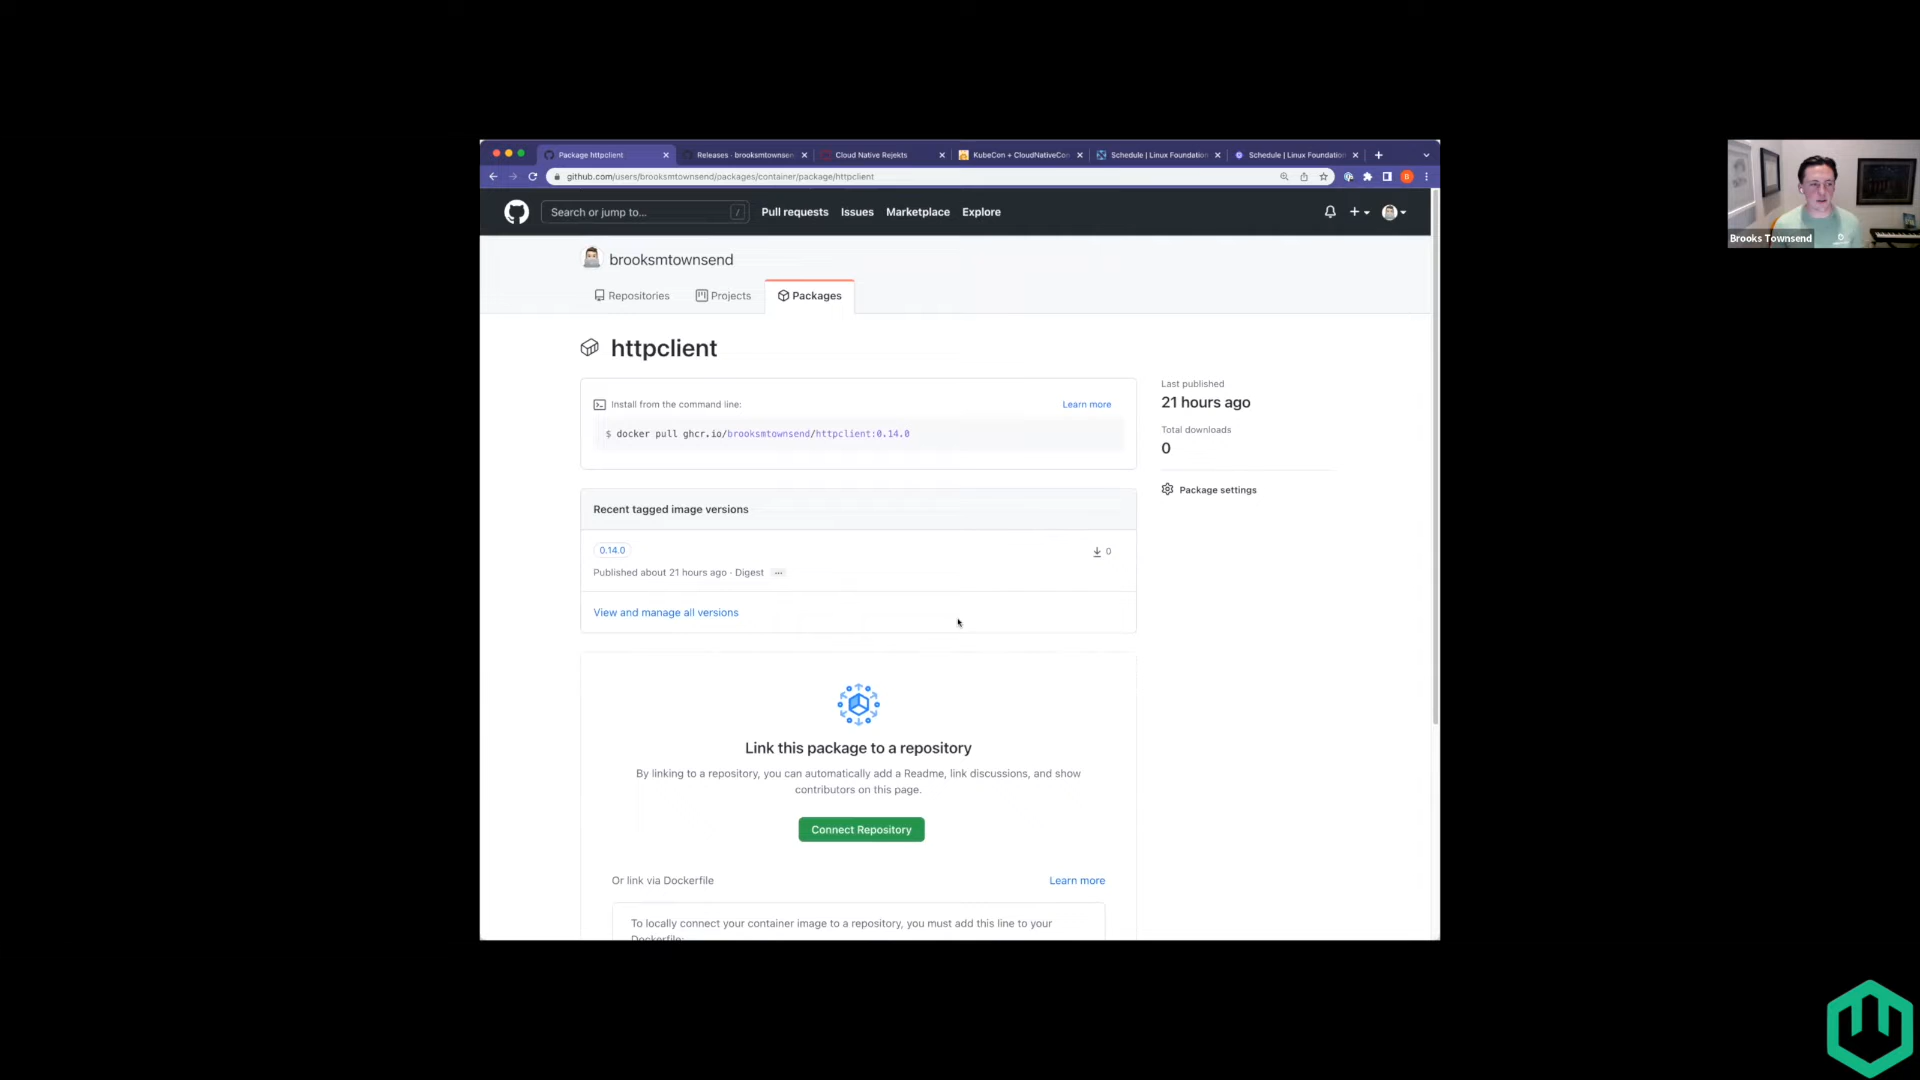 Package httpclient
Releases · brooksmtownsen
Cloud Native Rejekts
KubeCon + CloudNativeCon
Schedule | Linux Foundation
Schedule | Linux Foundation
github.com/users/brooksmtownsend/packages/container/package/httpclient
Search or jump to... /
Pull requests
Issues
Marketplace
Explore
Brooks Townsend
brooksmtownsend
Repositories
Projects
Packages
httpclient
Install from the command line:
Learn more
$ docker pull ghcr.io/brooksmtownsend/httpclient:0.14.0
Last published
21 hours ago
Total downloads
0
Package settings
Recent tagged image versions
0.14.0
0
Published about 21 hours ago · Digest ...
View and manage all versions
Link this package to a repository
By linking to a repository, you can automatically add a Readme, link discussions, and show
contributors on this page.
Connect Repository
Or link via Dockerfile
Learn more
To locally connect your container image to a repository, you must add this line to your
Dockerfile: